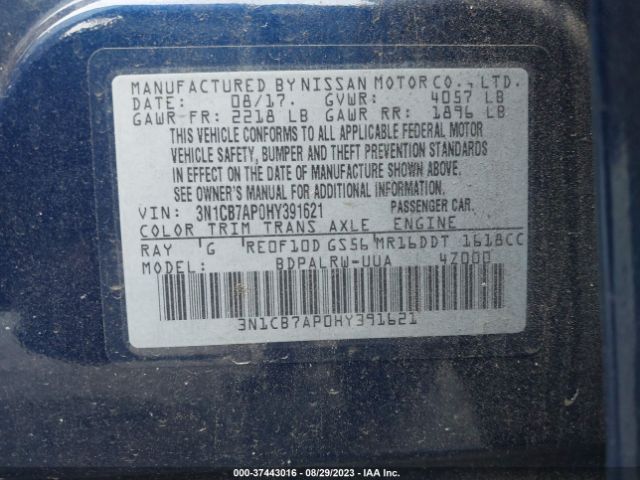 MANUFACTURED BY NISSAN MOTOR CO., LTD.
DATE: 08/17. GVWR: 4057 LB
GAWR-FR: 2218 LB GAWR RR: 1896 LB
THIS VEHICLE CONFORMS TO ALL APPLICABLE FEDERAL MOTOR
VEHICLE SAFETY, BUMPER AND THEFT PREVENTION STANDARDS
IN EFFECT ON THE DATE OF MANUFACTURE SHOWN ABOVE.
SEE OWNER'S MANUAL FOR ADDITIONAL INFORMATION.
VIN: 3N1CB7AP0HY391621 PASSENGER CAR.
COLOR TRIM TRANS AXLE ENGINE
RAY G RE0F10D GS56 MR16DDT 1618CC
MODEL: BDPALRW-UUA 4Z000
3N1CB7AP0HY391621
000-37443016 - 08/29/2023 - IAA Inc.